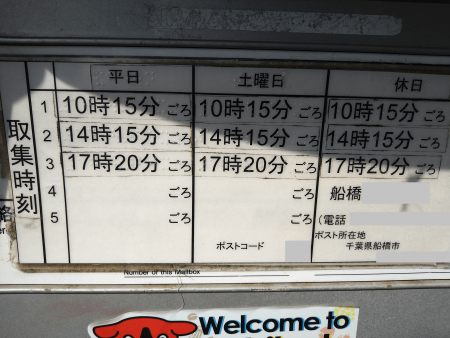 平日 土曜日 休日
取集時刻
1 10時15分ごろ 10時15分ごろ 10時15分ごろ
2 14時15分ごろ 14時15分ごろ 14時15分ごろ
3 17時20分ごろ 17時20分ごろ 17時20分ごろ
4 ごろ ごろ 船橋
5 ごろ ごろ (電話
ポストコード ポスト所在地
千葉県船橋市
Number of this Mailbox
Welcome to